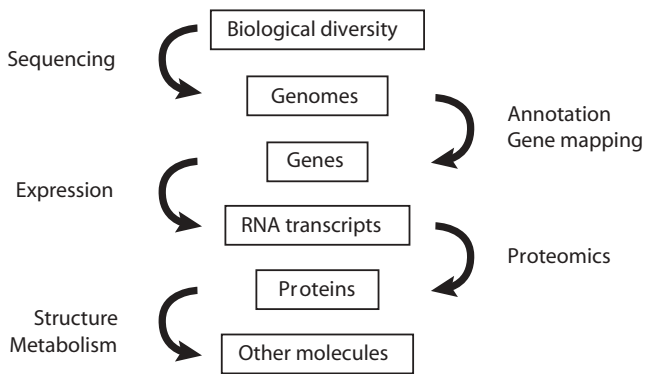 Biological diversity
Sequencing
Genomes
Annotation
Gene mapping
Genes
Expression
RNA transcripts
Proteomics
Proteins
Structure
Metabolism
Other molecules